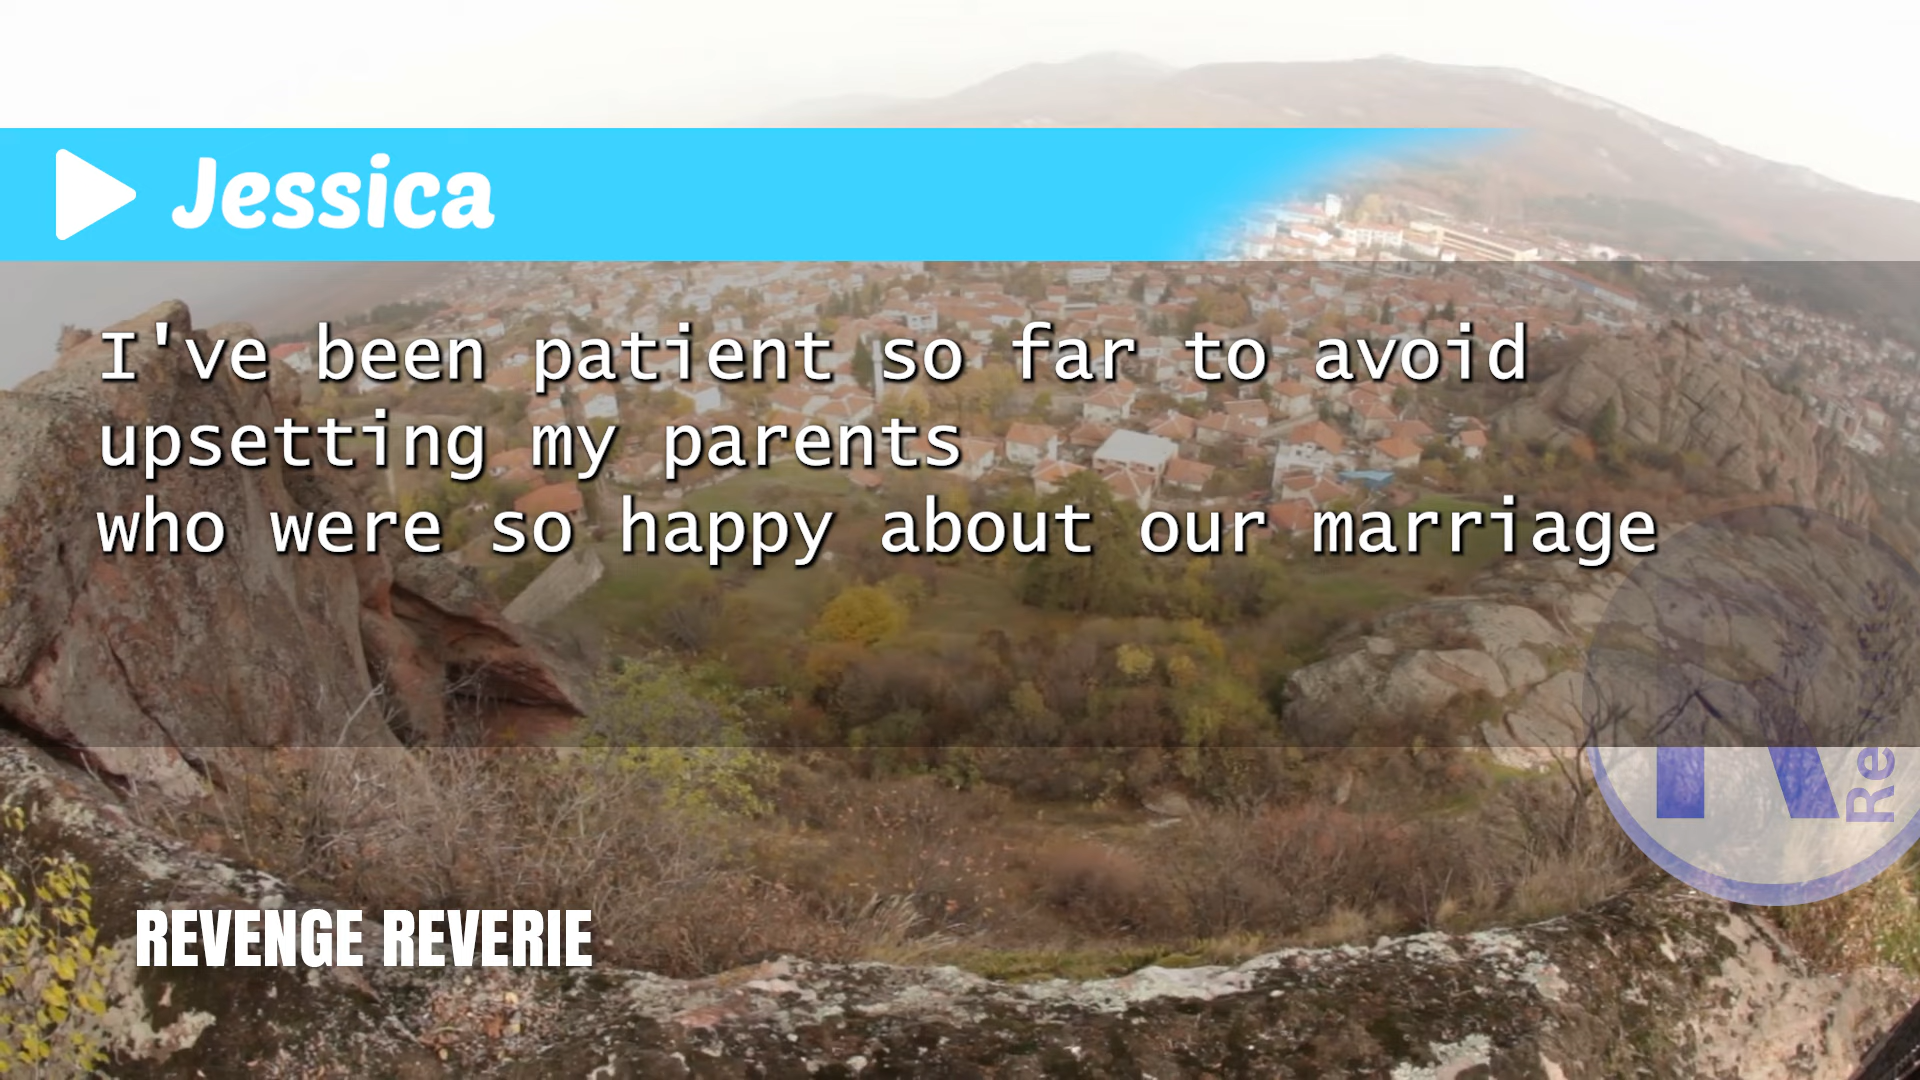 Jessica
I've been patient so far to avoid
upsetting my parents
who were so happy about our marriage
Re
REVENGE REVERIE